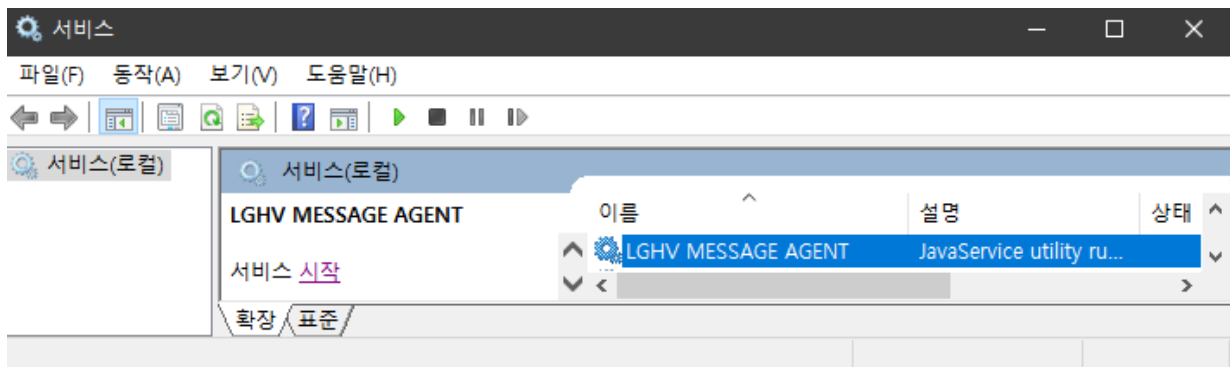 서비스
파일(F) 동작(A) 보기(V) 도움말(H)
서비스(로컬)
서비스(로컬)
LGHV MESSAGE AGENT
서비스 시작
이름 설명 상태
LGHV MESSAGE AGENT JavaService utility ru...
확장 표준